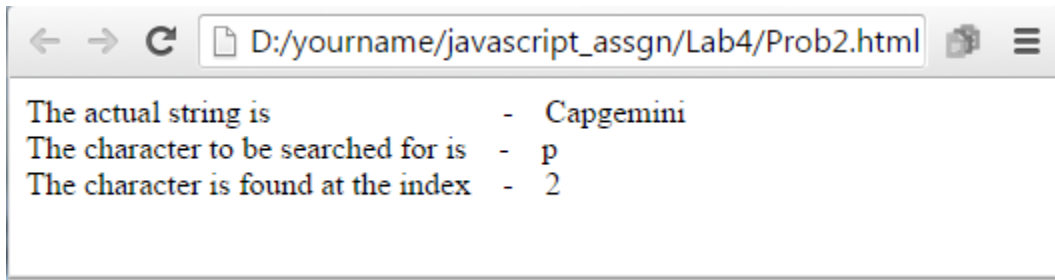 D:/yourname/javascript_assgn/Lab4/Prob2.html
The actual string is - Capgemini
The character to be searched for is - p
The character is found at the index - 2